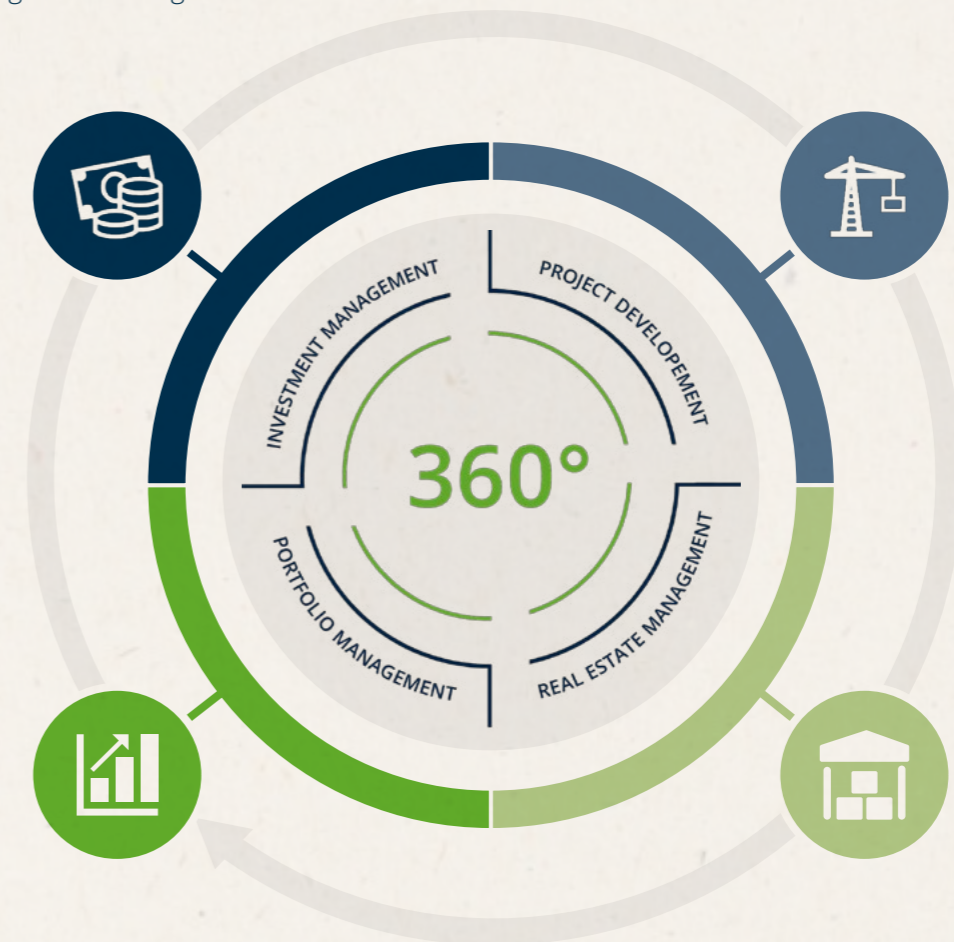 INVESTMENT MANAGEMENT
PROJECT DEVELOPEMENT
360°
PORTFOLIO MANAGEMENT
REAL ESTATE MANAGEMENT